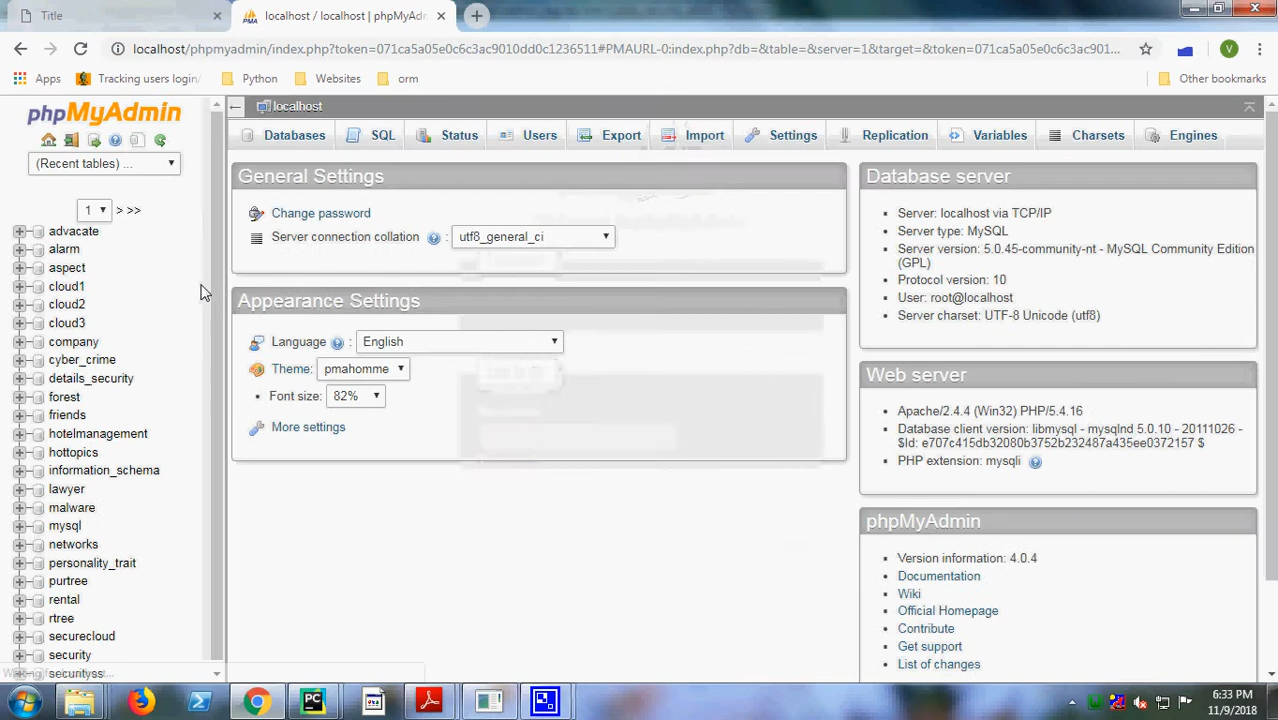 Title
localhost / localhost | phpMyAdm
localhost/phpmyadmin/index.php?token=071ca5a05e0c6c3ac9010dd0c1236511#PMAURL-0:index.php?db=&table=&server=1&target=&token=071ca5a05e0c6c3ac901...
V
Apps
Tracking users login/
Python
Websites
orm
Other bookmarks
phpMyAdmin
(Recent tables) ...
1 > >>
advacate
alarm
aspect
cloud1
cloud2
cloud3
company
cyber_crime
details_security
forest
friends
hotelmanagement
hottopics
information_schema
lawyer
malware
mysql
networks
personality_trait
purtree
rental
rtree
securecloud
security
localhost
Databases
SQL
Status
Users
Export
Import
Settings
Replication
Variables
Charsets
Engines
General Settings
Change password
Server connection collation : utf8_general_ci
Appearance Settings
Language : English
Theme: pmahomme
Font size: 82%
More settings
Database server
Server: localhost via TCP/IP
Server type: MySQL
Server version: 5.0.45-community-nt - MySQL Community Edition
(GPL)
Protocol version: 10
User: root@localhost
Server charset: UTF-8 Unicode (utf8)
Web server
Apache/2.4.4 (Win32) PHP/5.4.16
Database client version: libmysql - mysqlnd 5.0.10 - 20111026 -
$Id: e707c415db32080b3752b232487a435ee0372157 $
PHP extension: mysqli
phpMyAdmin
Version information: 4.0.4
Documentation
Wiki
Official Homepage
Contribute
Get support
List of changes
PC
6:33 PM
11/9/2018